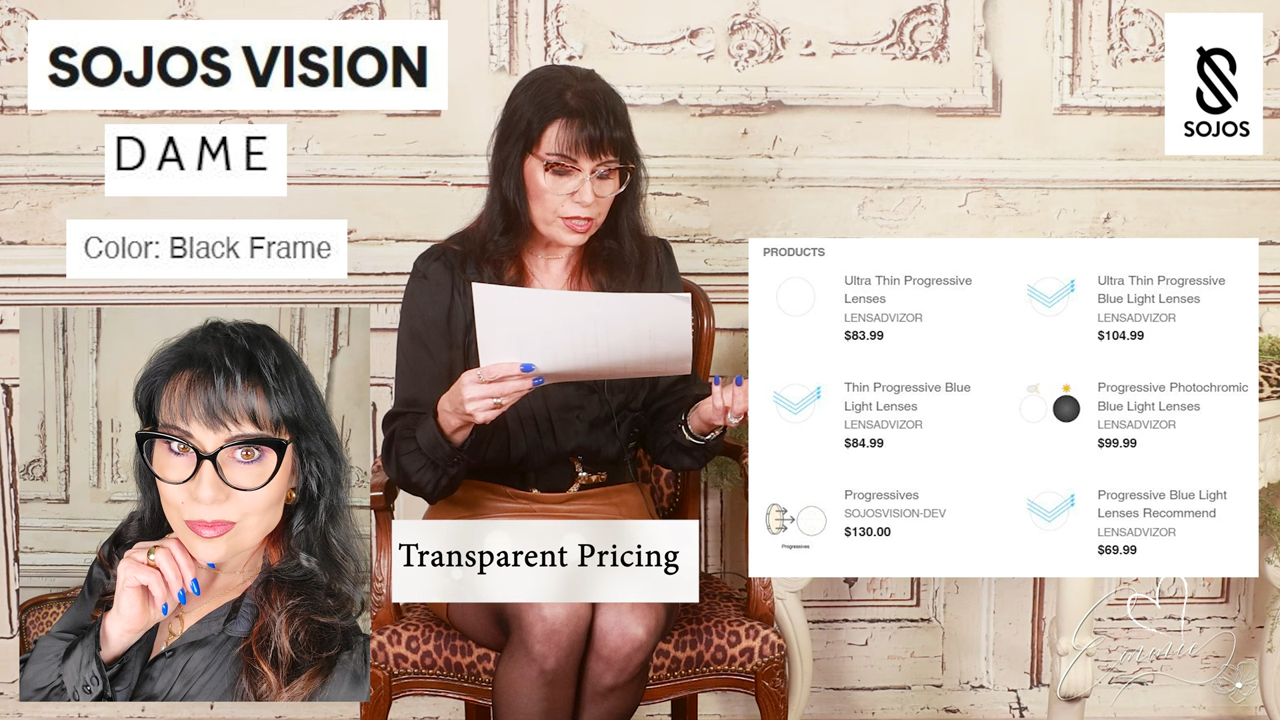 SOJOS VISION
DAME
Color: Black Frame
SOJOS
PRODUCTS
Ultra Thin Progressive
Lenses
LENSADVIZOR
$83.99
Ultra Thin Progressive
Blue Light Lenses
LENSADVIZOR
$104.99
Thin Progressive Blue
Light Lenses
LENSADVIZOR
$84.99
Progressive Photochromic
Blue Light Lenses
LENSADVIZOR
$99.99
Progressives
Progressives
SOJOSVISION-DEV
$130.00
Progressive Blue Light
Lenses Recommend
LENSADVIZOR
$69.99
Transparent Pricing